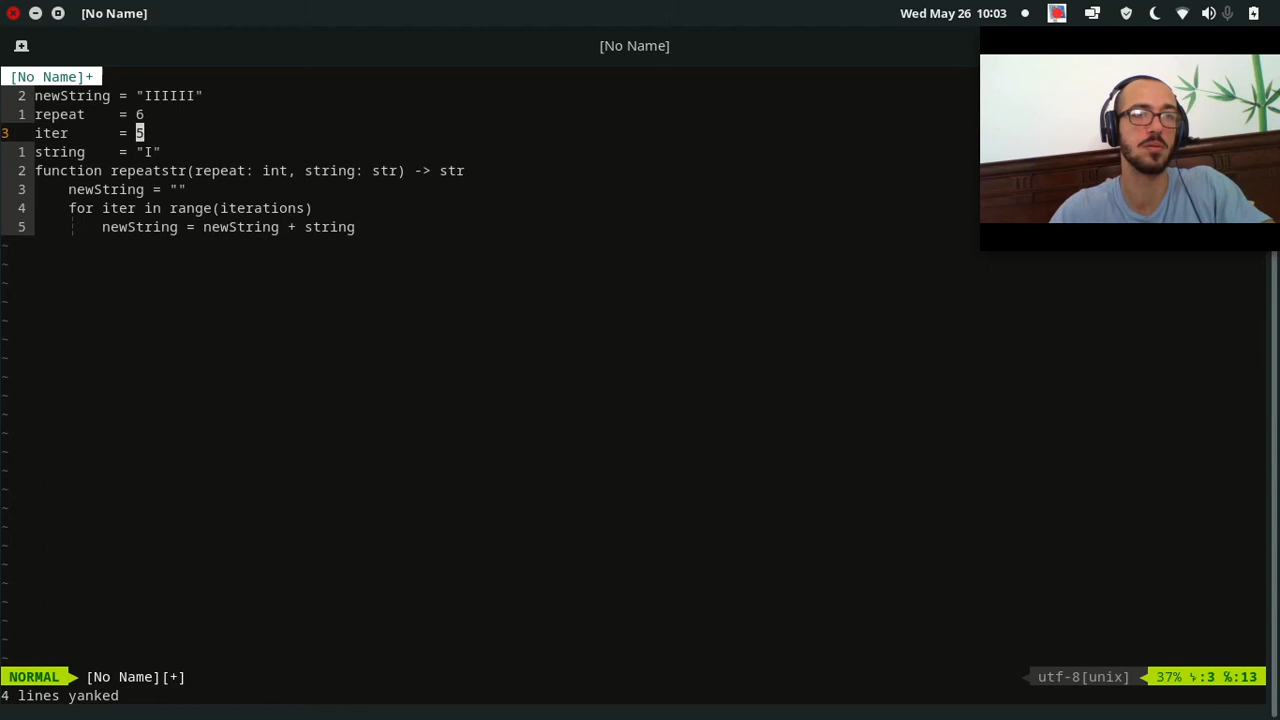 [No Name]
Wed May 26 10:03
[No Name]
[No Name]+
2 newString = "IIIIII"
1 repeat    = 6
3 iter      = 5
1 string    = "I"
2 function repeatstr(repeat: int, string: str) -> str
3     newString = ""
4     for iter in range(iterations)
5         newString = newString + string
NORMAL [No Name][+] utf-8[unix] 37% ㏑:3 ℅:13
4 lines yanked